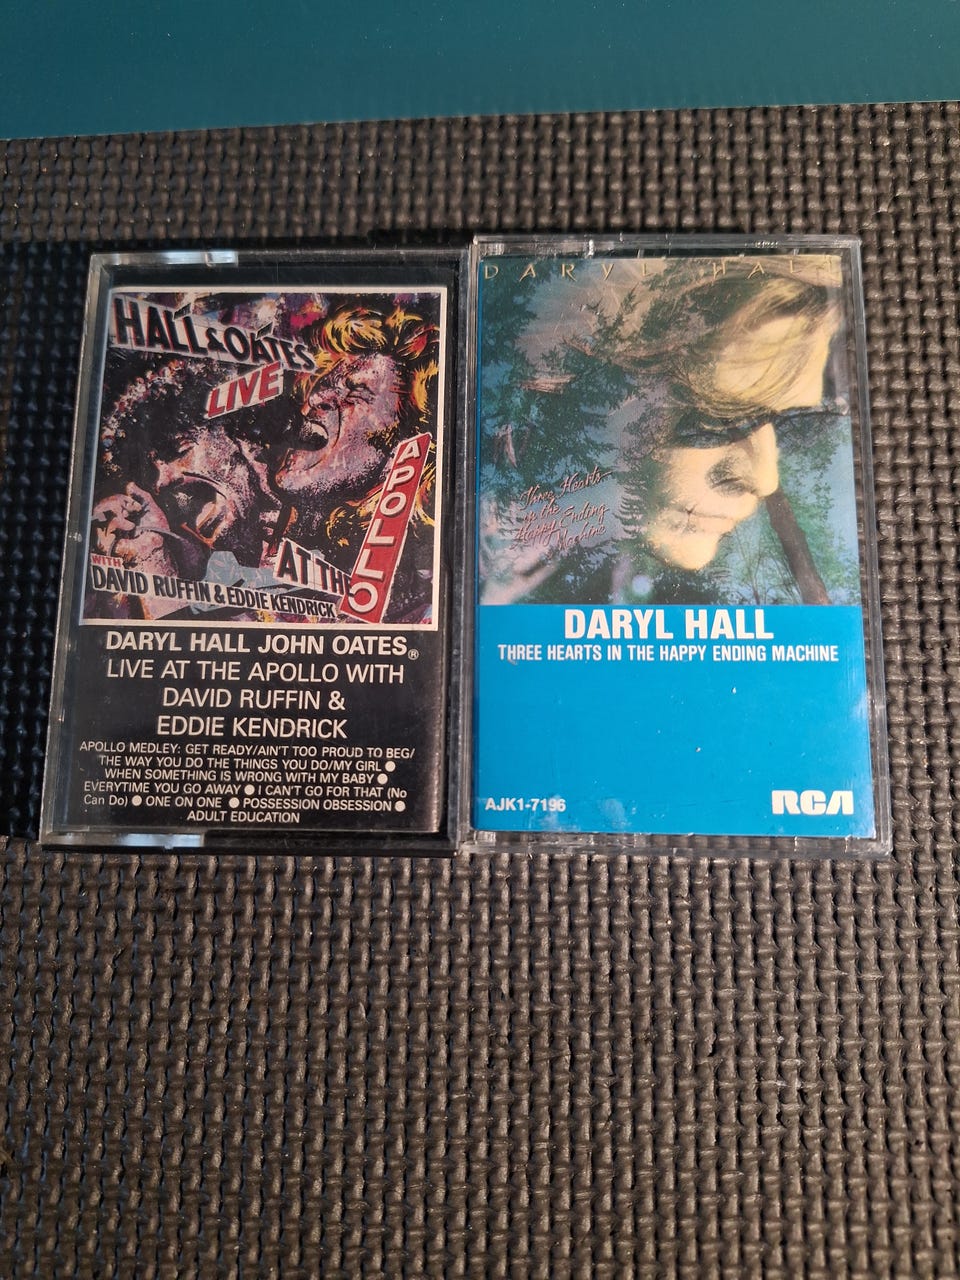 HALL & OATES
LIVE
AT THE
APOLLO
WITH
DAVID RUFFIN & EDDIE KENDRICK
DARYL HALL JOHN OATES®
LIVE AT THE APOLLO WITH
DAVID RUFFIN &
EDDIE KENDRICK
APOLLO MEDLEY: GET READY/AIN'T TOO PROUD TO BEG/
THE WAY YOU DO THE THINGS YOU DO/MY GIRL ●
WHEN SOMETHING IS WRONG WITH MY BABY ●
EVERYTIME YOU GO AWAY ● I CAN'T GO FOR THAT (No
Can Do) ● ONE ON ONE ● POSSESSION OBSESSION ●
ADULT EDUCATION
DARYL HALL
Three Hearts
in the
Happy Ending
Machine
DARYL HALL
THREE HEARTS IN THE HAPPY ENDING MACHINE
AJK1-7196
RCA